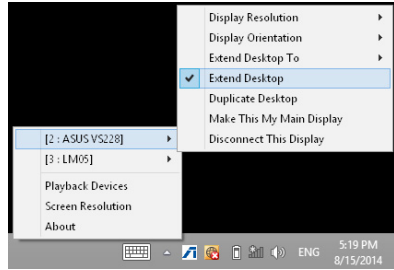 Display Resolution
Display Orientation
Extend Desktop To
Extend Desktop
Duplicate Desktop
Make This My Main Display
Disconnect This Display
[2 : ASUS VS228]
[3 : LM05]
Playback Devices
Screen Resolution
About
ENG
5:19 PM
8/15/2014